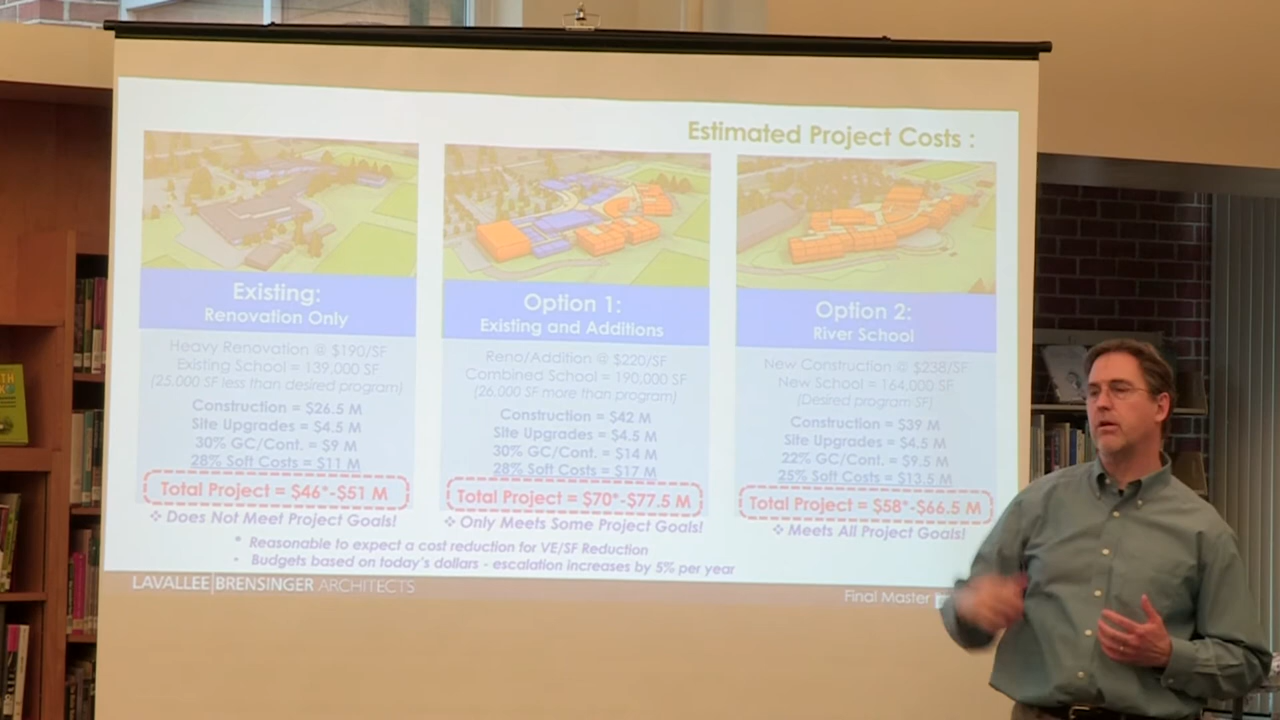 Estimated Project Costs :
Existing:
Renovation Only
Heavy Renovation @ $190/SF
Existing School = 139,000 SF
(25,000 SF less than desired program)
Construction = $26.5 M
Site Upgrades = $4.5 M
30% GC/Cont. = $9 M
28% Soft Costs = $11 M
Total Project = $46*-$51 M
❖ Does Not Meet Project Goals!
Option 1:
Existing and Additions
Reno/Addition @ $220/SF
Combined School = 190,000 SF
(26,000 SF more than program)
Construction = $42 M
Site Upgrades = $4.5 M
30% GC/Cont. = $14 M
28% Soft Costs = $17 M
Total Project = $70*-$77.5 M
❖ Only Meets Some Project Goals!
Option 2:
River School
New Construction @ $238/SF
New School = 164,000 SF
(Desired program SF)
Construction = $39 M
Site Upgrades = $4.5 M
22% GC/Cont. = $9.5 M
25% Soft Costs = $13.5 M
Total Project = $58*-$66.5 M
❖ Meets All Project Goals!
* Reasonable to expect a cost reduction for VE/SF Reduction
• Budgets based on today's dollars - escalation increases by 5% per year
LAVALLEE|BRENSINGER ARCHITECTS
Final Master